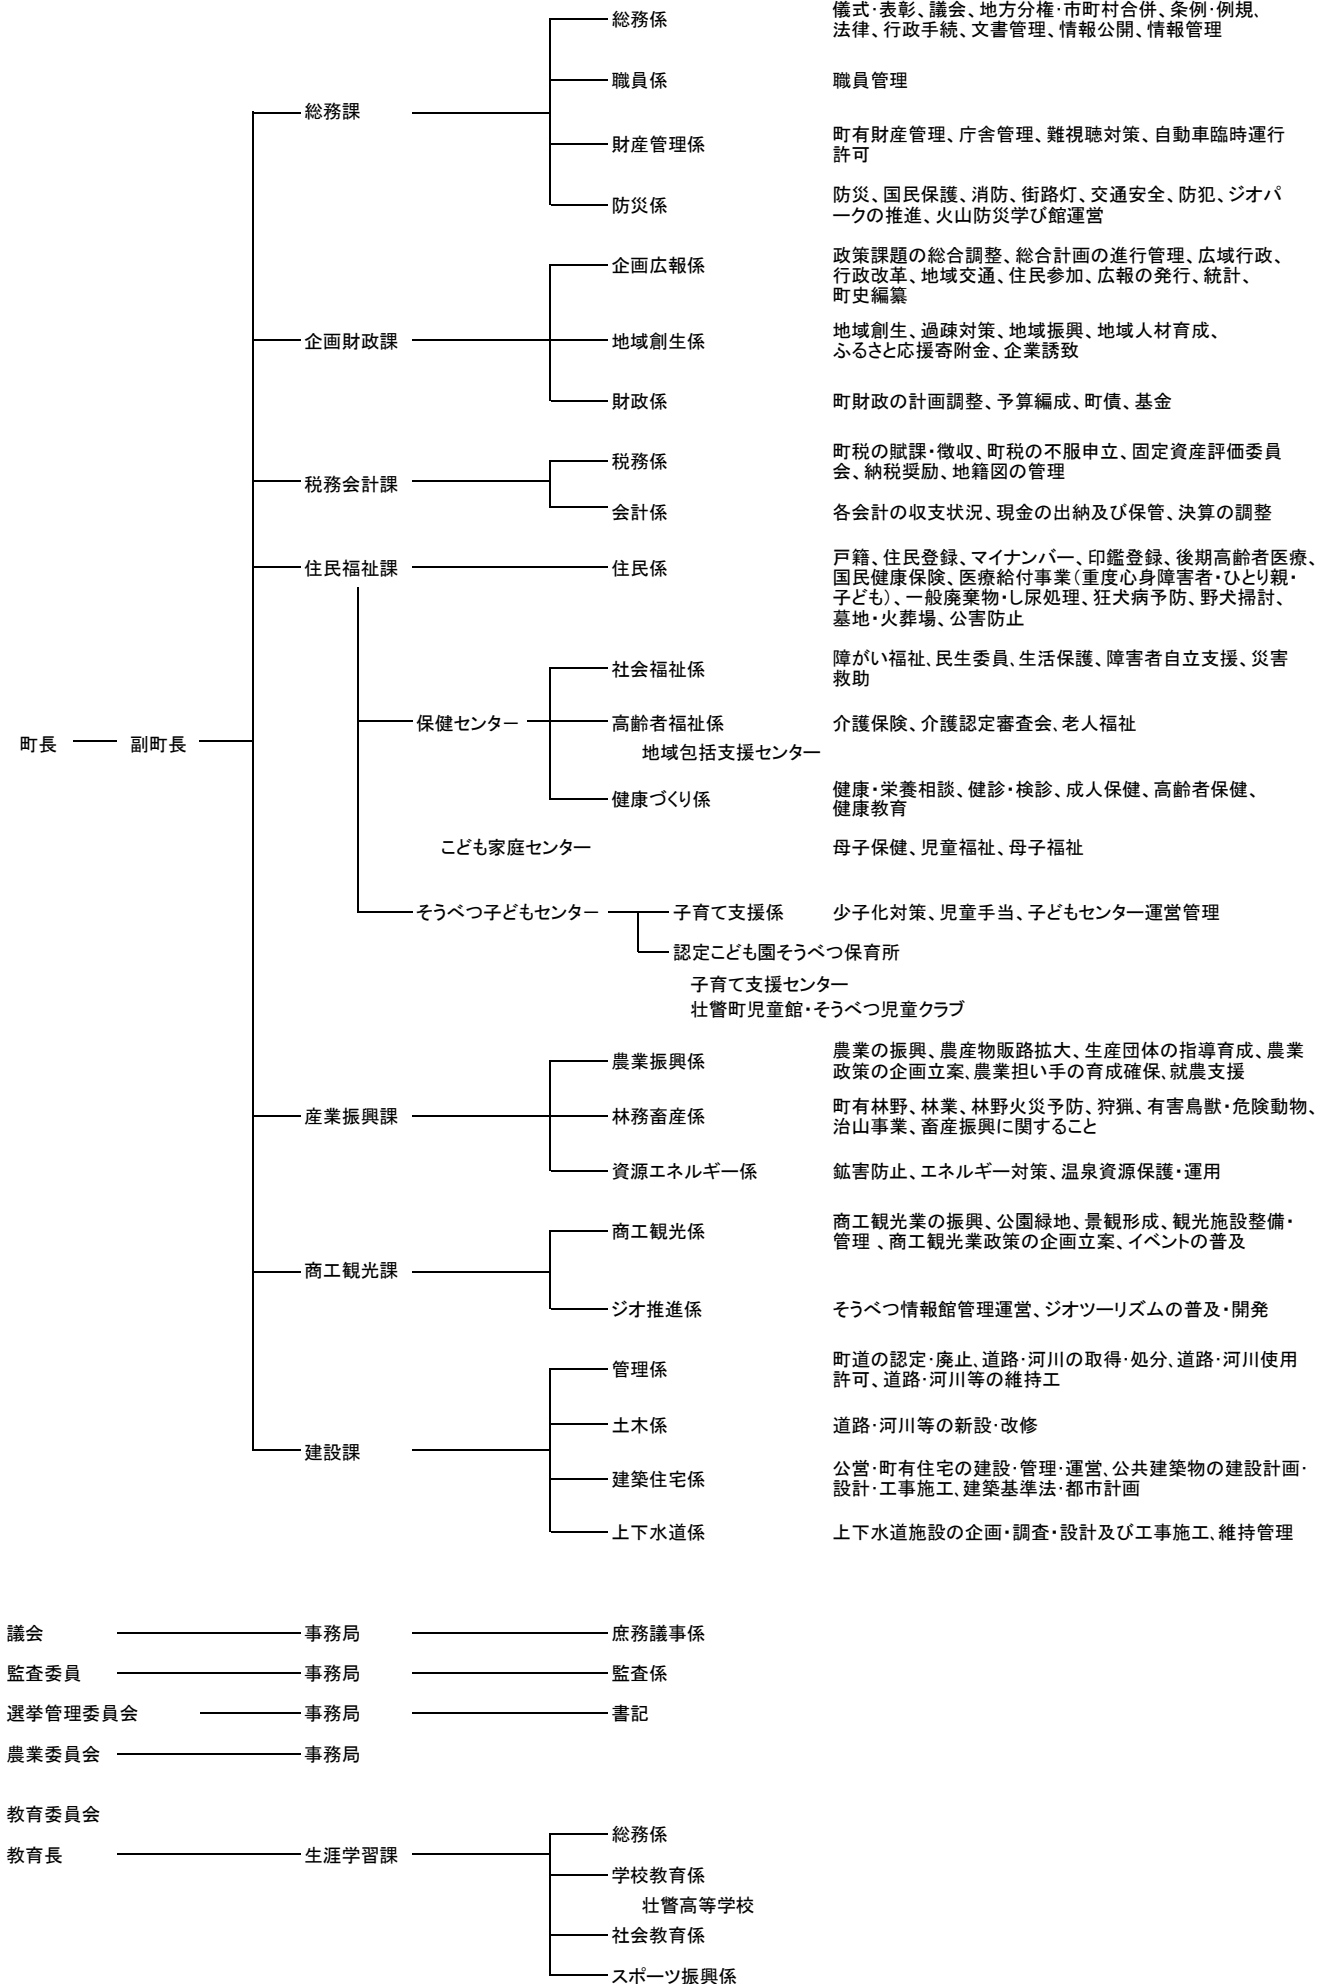 総務係
儀式・表彰、議会、地方分権・市町村合併、条例・例規、
法律、行政手続、文書管理、情報公開、情報管理
職員係
職員管理
総務課
財産管理係
町有財産管理、庁舎管理、難視聴対策、自動車臨時運行
許可
防災係
防災、国民保護、消防、街路灯、交通安全、防犯、ジオパ
ークの推進、火山防災学び館運営
企画広報係
政策課題の総合調整、総合計画の進行管理、広域行政、
行政改革、地域交通、住民参加、広報の発行、統計、
町史編纂
企画財政課
地域創生係
地域創生、過疎対策、地域振興、地域人材育成、
ふるさと応援寄附金、企業誘致
財政係
町財政の計画調整、予算編成、町債、基金
税務会計課
税務係
町税の賦課・徴収、町税の不服申立、固定資産評価委員
会、納税奨励、地籍図の管理
会計係
各会計の収支状況、現金の出納及び保管、決算の調整
住民福祉課
住民係
戸籍、住民登録、マイナンバー、印鑑登録、後期高齢者医療、
国民健康保険、医療給付事業（重度心身障害者・ひとり親・
子ども）、一般廃棄物・し尿処理、狂犬病予防、野犬掃討、
墓地・火葬場、公害防止
社会福祉係
障がい福祉、民生委員、生活保護、障害者自立支援、災害
救助
町長
副町長
保健センター
高齢者福祉係
介護保険、介護認定審査会、老人福祉
地域包括支援センター
健康づくり係
健康・栄養相談、健診・検診、成人保健、高齢者保健、
健康教育
こども家庭センター
母子保健、児童福祉、母子福祉
そうべつ子どもセンター
子育て支援係
少子化対策、児童手当、子どもセンター運営管理
認定こども園そうべつ保育所
子育て支援センター
壮瞥町児童館・そうべつ児童クラブ
農業振興係
農業の振興、農産物販路拡大、生産団体の指導育成、農業
政策の企画立案、農業担い手の育成確保、就農支援
産業振興課
林務畜産係
町有林野、林業、林野火災予防、狩猟、有害鳥獣・危険動物、
治山事業、畜産振興に関すること
資源エネルギー係
鉱害防止、エネルギー対策、温泉資源保護・運用
商工観光係
商工観光業の振興、公園緑地、景観形成、観光施設整備・
管理 、商工観光業政策の企画立案、イベントの普及
商工観光課
ジオ推進係
そうべつ情報館管理運営、ジオツーリズムの普及・開発
管理係
町道の認定・廃止、道路・河川の取得・処分、道路・河川使用
許可、道路・河川等の維持工
土木係
道路・河川等の新設・改修
建設課
建築住宅係
公営・町有住宅の建設・管理・運営、公共建築物の建設計画・
設計・工事施工、建築基準法・都市計画
上下水道係
上下水道施設の企画・調査・設計及び工事施工、維持管理
議会
事務局
庶務議事係
監査委員
事務局
監査係
選挙管理委員会
事務局
書記
農業委員会
事務局
教育委員会
総務係
教育長
生涯学習課
学校教育係
壮瞥高等学校
社会教育係
スポーツ振興係